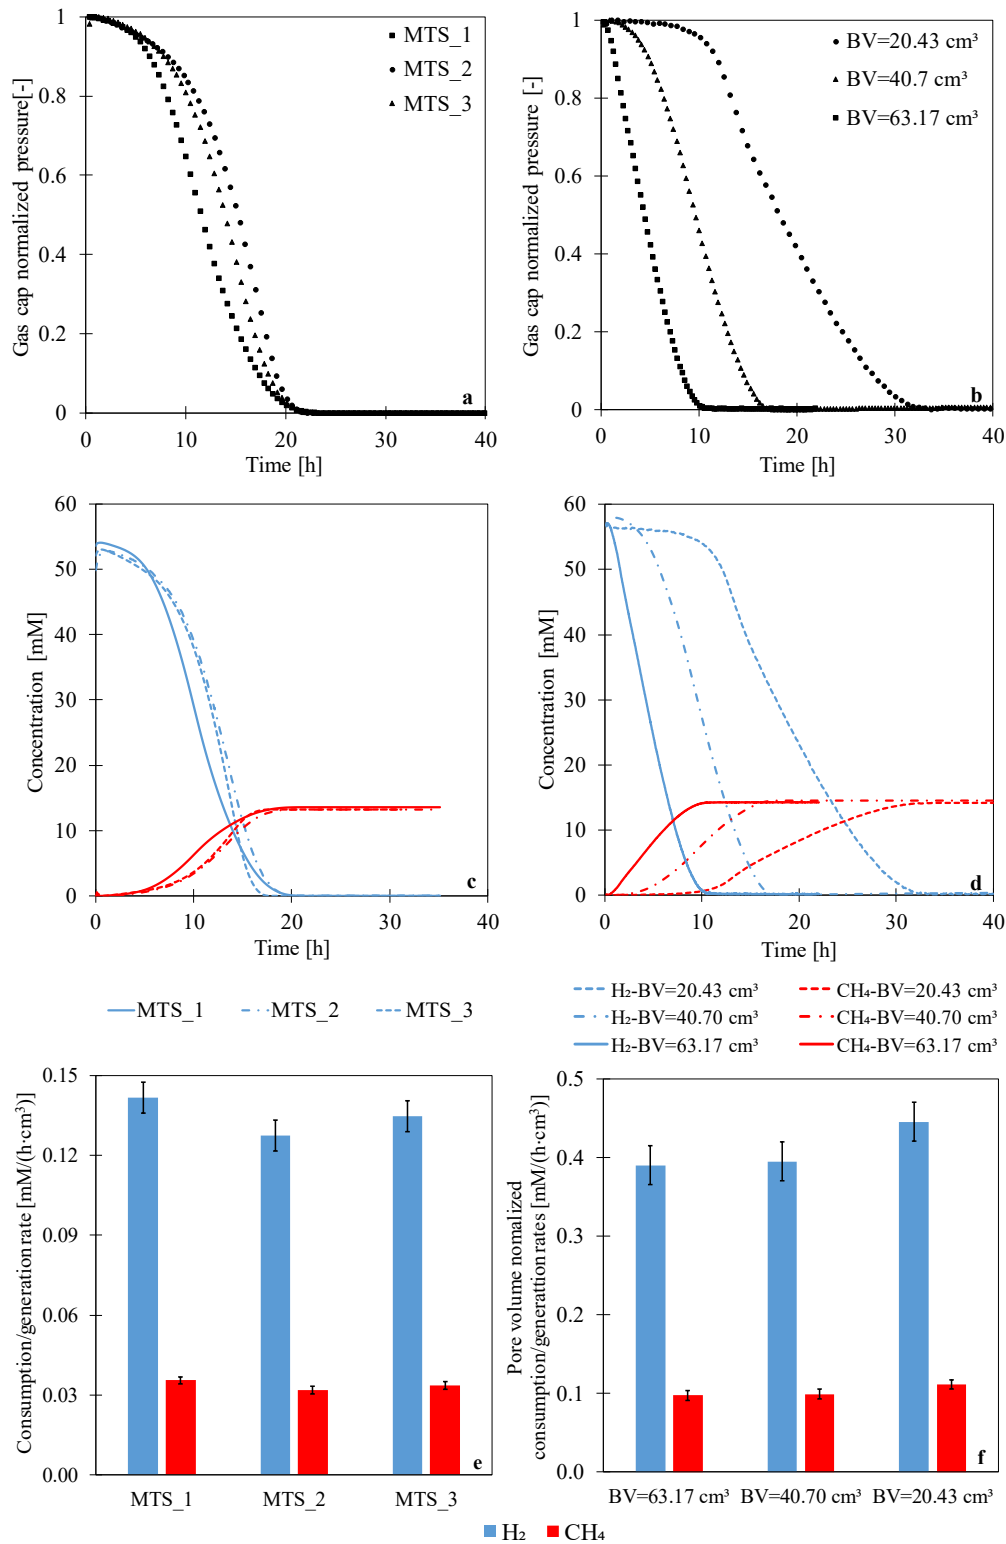 Gas cap normalized pressure[-]
1
0.8
0.6
0.4
0.2
0
MTS_1
MTS_2
MTS_3
a
0 10 20 30 40
Time [h]
Gas cap normalized pressure [-]
1
0.8
0.6
0.4
0.2
0
BV=20.43 cm³
BV=40.7 cm³
BV=63.17 cm³
b
0 10 20 30 40
Time [h]
Concentration [mM]
60
50
40
30
20
10
0
c
0 10 20 30 40
Time [h]
MTS_1 MTS_2 MTS_3
Concentration [mM]
60
50
40
30
20
10
0
d
0 10 20 30 40
Time [h]
H₂-BV=20.43 cm³ CH₄-BV=20.43 cm³
H₂-BV=40.70 cm³ CH₄-BV=40.70 cm³
H₂-BV=63.17 cm³ CH₄-BV=63.17 cm³
Consumption/generation rate [mM/(h·cm³)]
0.15
0.12
0.09
0.06
0.03
0.00
e
MTS_1 MTS_2 MTS_3
Pore volume nomalized
consumption/generattion rates [mM/(h·cm³)]
0.5
0.4
0.3
0.2
0.1
0.0
f
BV=63.17 cm³ BV=40.70 cm³ BV=20.43 cm³
H₂ CH₄